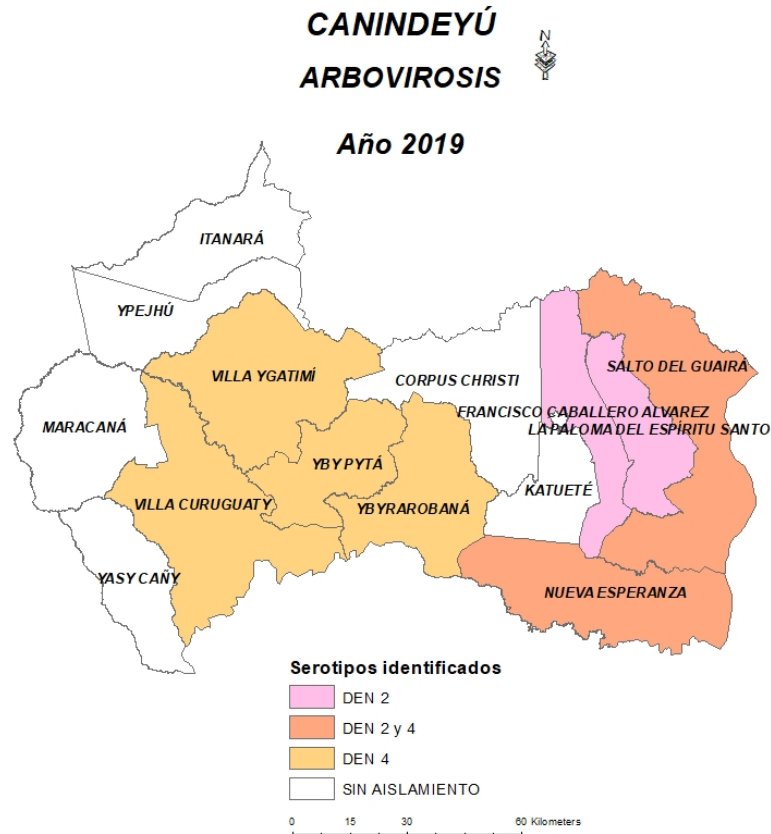 CANINDEYÚ
N
ARBOVIROSIS
Año 2019
ITANARÁ
YPEJHÚ
VILLA YGATIMÍ
SALTO DEL GUAIRÁ
CORPUS CHRISTI
FRANCISCO CABALLERO ALVAREZ
MARACANÁ
LA PALOMA DEL ESPÍRITU SANTO
YBY PYTÁ
KATUETÉ
VILLA CURUGUATY
YBYRAROBANÁ
YASY CAÑY
NUEVA ESPERANZA
Serotipos identificados
DEN 2
DEN 2 y 4
DEN 4
SIN AISLAMIENTO
0 15 30 60 Kilometers